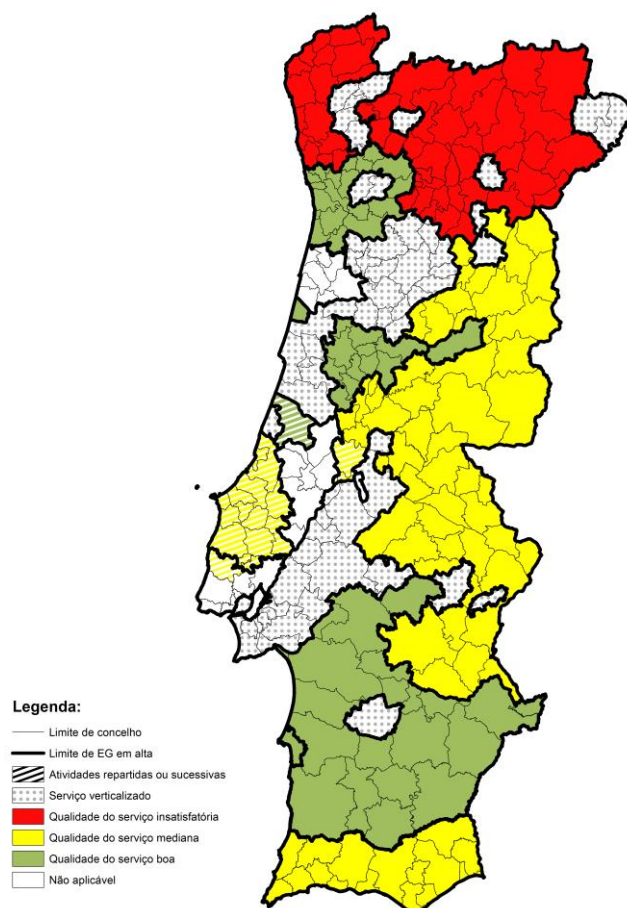 Legenda:
Limite de concelho
Limite de EG em alta
Atividades repartidas ou sucessivas
Serviço verticalizado
Qualidade do serviço insatisfatória
Qualidade do serviço mediana
Qualidade do serviço boa
Não aplicável